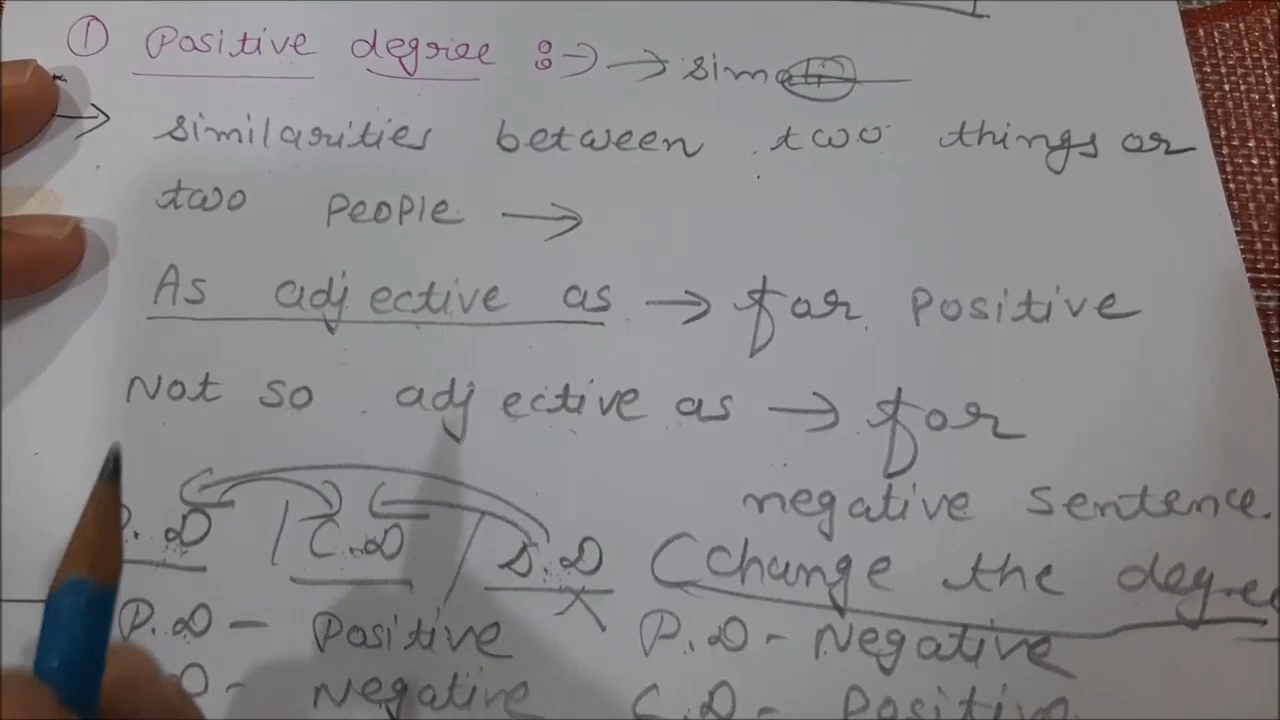 ① Positive degree :-) →
→ similarities between two things or
two People →
As adjective as → for Positive
Not so adjective as → for
negative sentence.
P.D / C.D / S.D (Change the degree
P.D - Positive P.D - Negative
D - Negative C.D - Positive